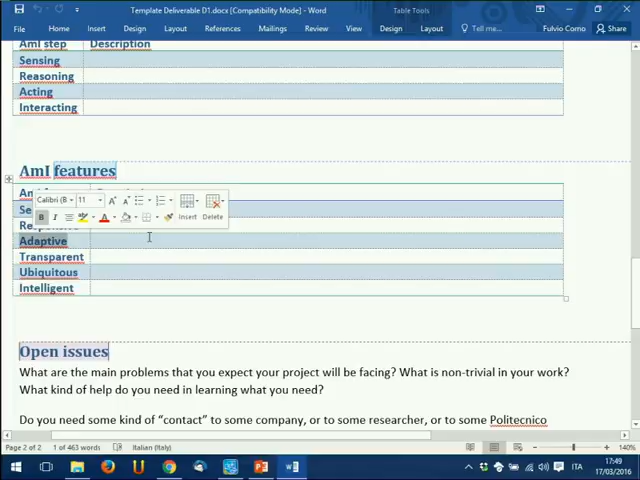 Template Deliverable D1.docx [Compatibility Mode] - Word
Table Tools
File Home Insert Design Layout References Mailings Review View Design Layout Tell me... Fulvio Corno Share
AmI step Description
Sensing
Reasoning
Acting
Interacting
AmI features
Calibri (B 11
B I Insert Delete
Adaptive
Transparent
Ubiquitous
Intelligent
Open issues
What are the main problems that you expect your project will be facing? What is non-trivial in your work?
What kind of help do you need in learning what you need?
Do you need some kind of “contact” to some company, or to some researcher, or to some Politecnico
Page 2 of 2 1 of 463 words Italian (Italy) 140%
ITA
17:49
17/03/2016